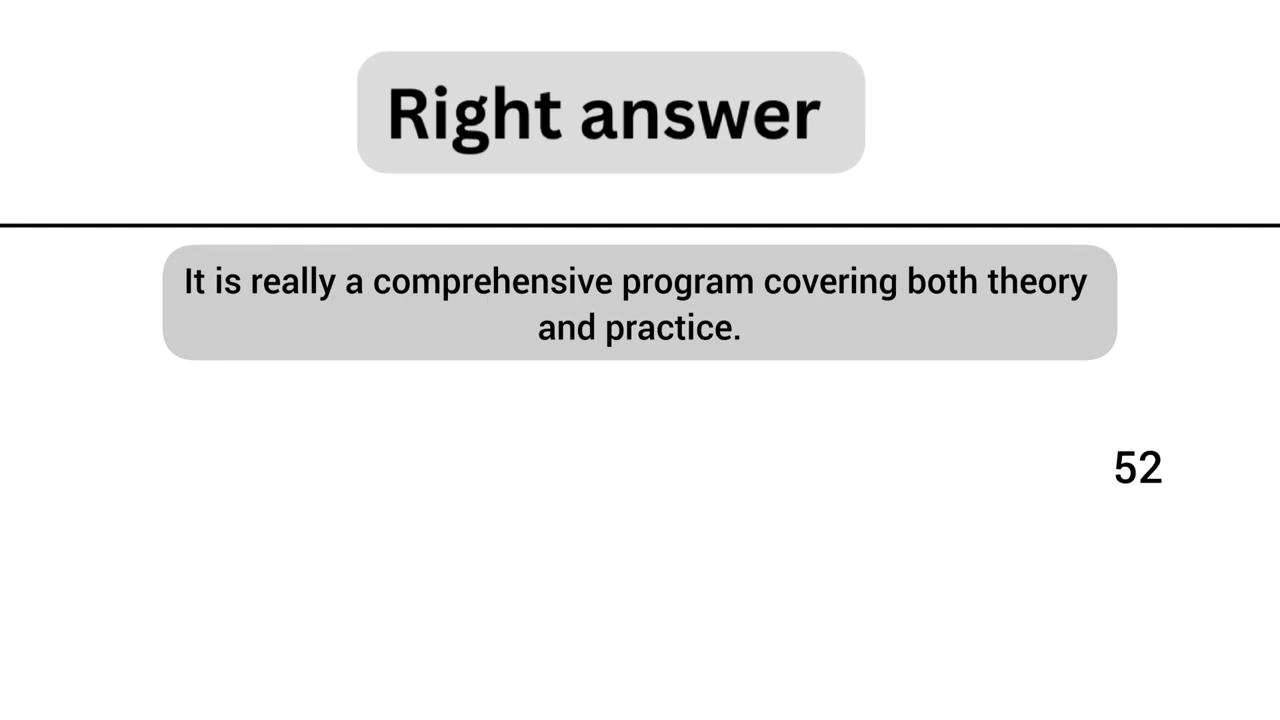 Right answer
It is really a comprehensive program covering both theory
and practice.
52